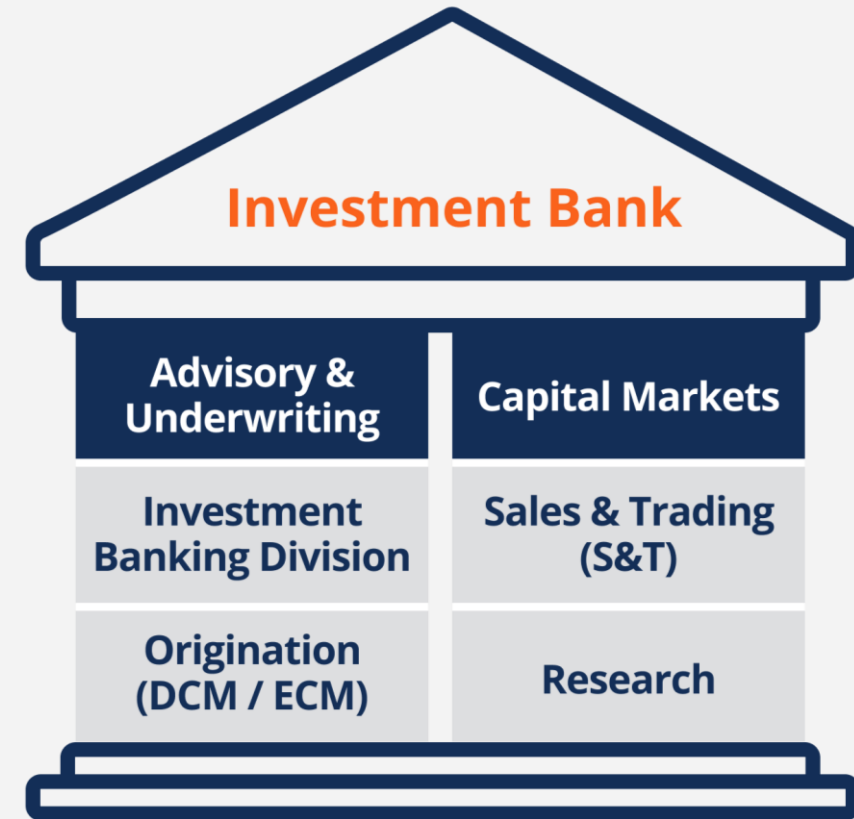 Investment Bank
Advisory &
Underwriting
Investment
Banking Division
Origination
(DCM / ECM)
Capital Markets
Sales & Trading
(S&T)
Research